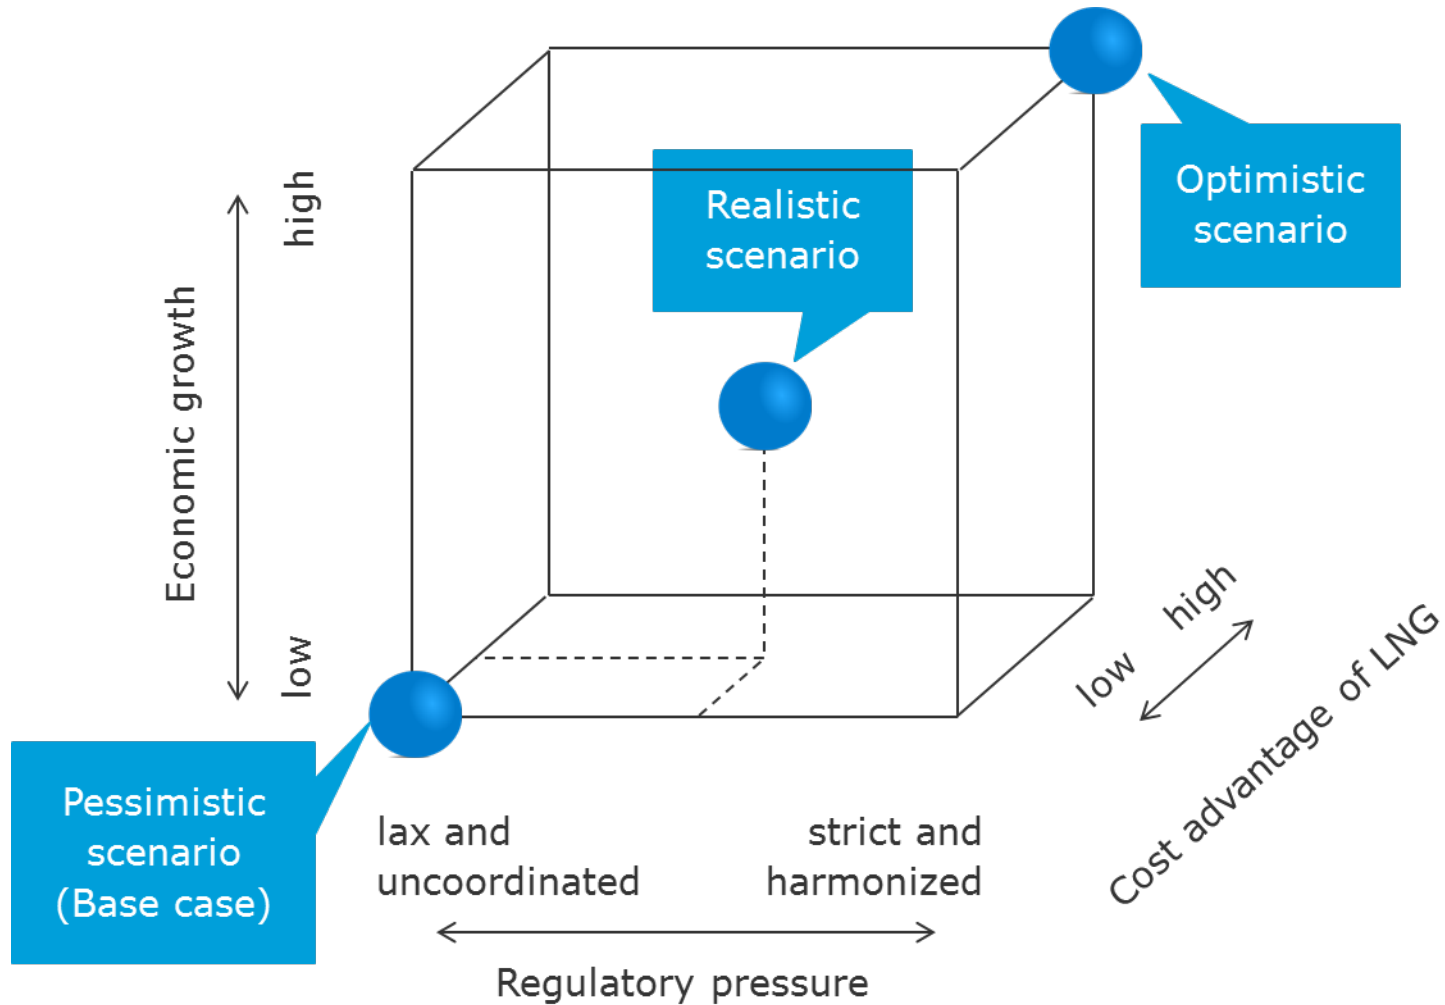 Optimistic
scenario
Realistic
scenario
high
Economic growth
low
Pessimistic
scenario
(Base case)
lax and
uncoordinated
strict and
harmonized
Regulatory pressure
low
high
Cost advantage of LNG